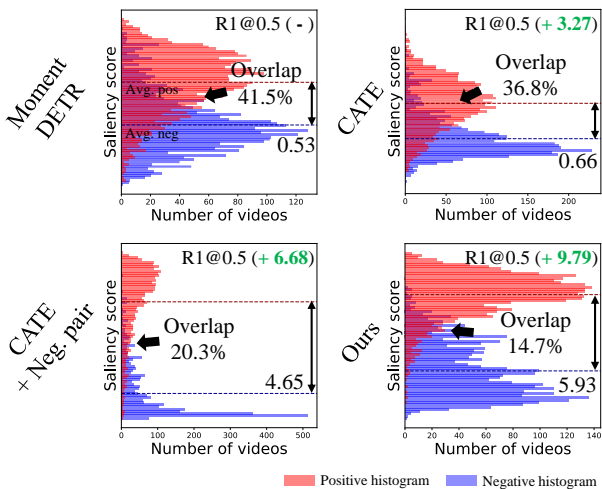 Moment
DETR
Saliency score
R1@0.5 (-)
Overlap
41.5%
Avg. pos
Avg. neg
0.53
0 20 40 60 80 100 120
Number of videos
CATE
Saliency score
R1@0.5 (+ 3.27)
Overlap
36.8%
0.66
0 50 100 150 200
Number of videos
CATE
+ Neg. pair
Saliency score
R1@0.5 (+ 6.68)
Overlap
20.3%
4.65
0 100 200 300 400 500
Number of videos
Ours
Saliency score
R1@0.5 (+ 9.79)
Overlap
14.7%
5.93
0 20 40 60 80 100 120 140
Number of videos
Positive histogram
Negative histogram